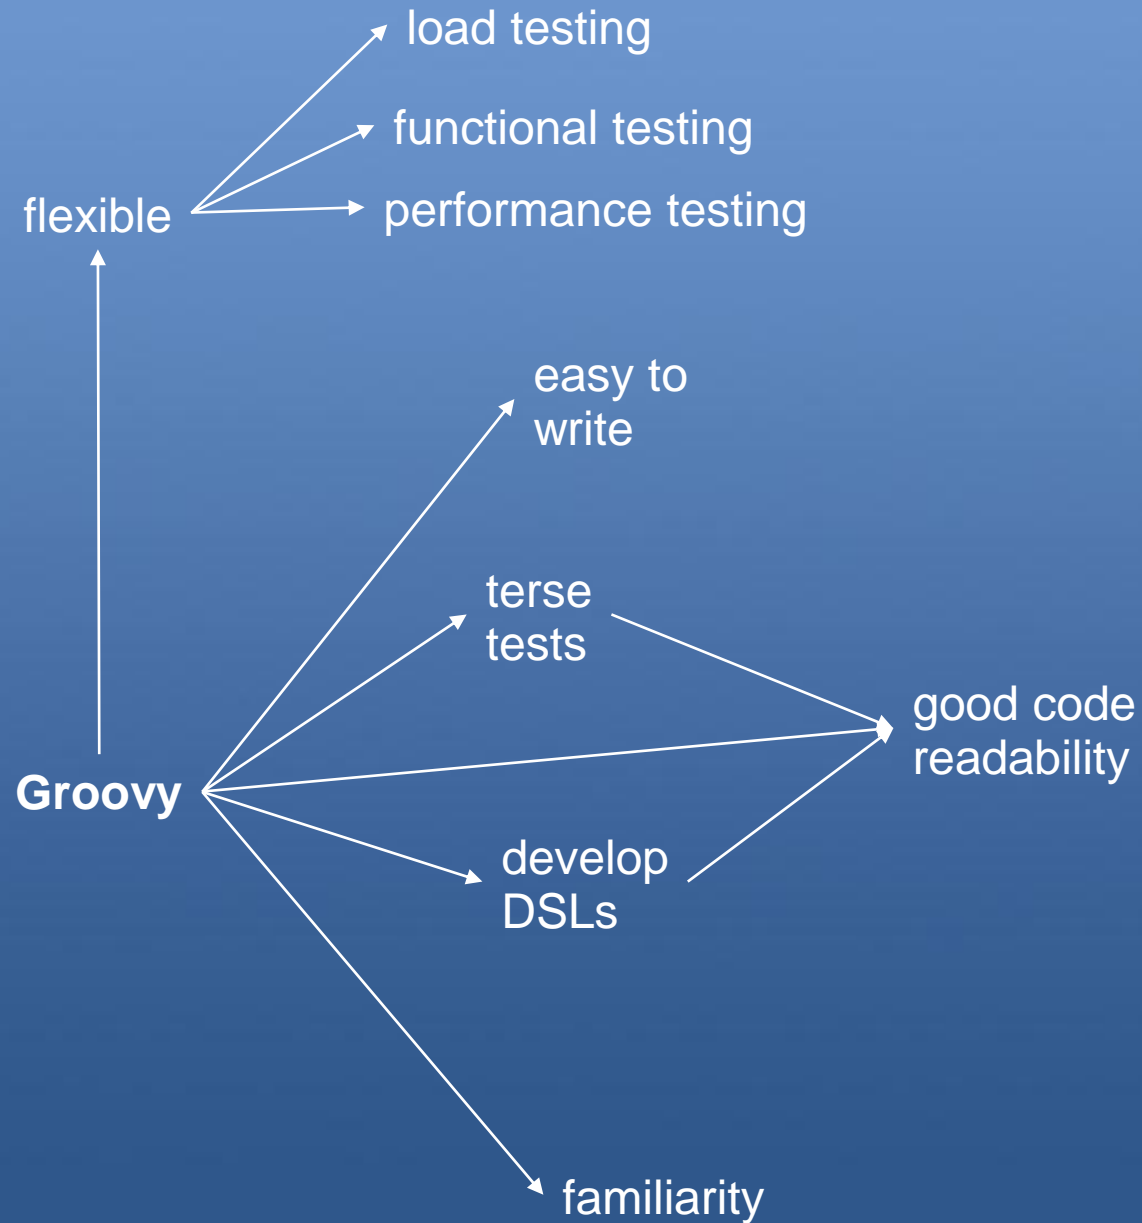 load testing
functional testing
flexible
performance testing
easy to
write
terse
tests
good code
readability
Groovy
develop
DSLs
familiarity